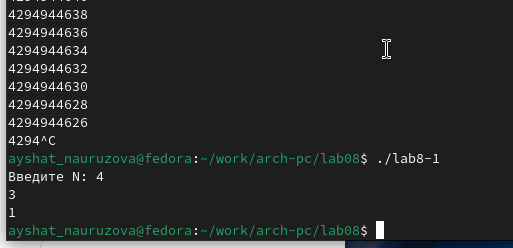 4294944638
4294944636
4294944634
4294944632
4294944630
4294944628
4294944626
4294^C
ayshat_nauruzova@fedora:~/work/arch-pc/lab08$ ./lab8-1
Введите N: 4
3
1
ayshat_nauruzova@fedora:~/work/arch-pc/lab08$